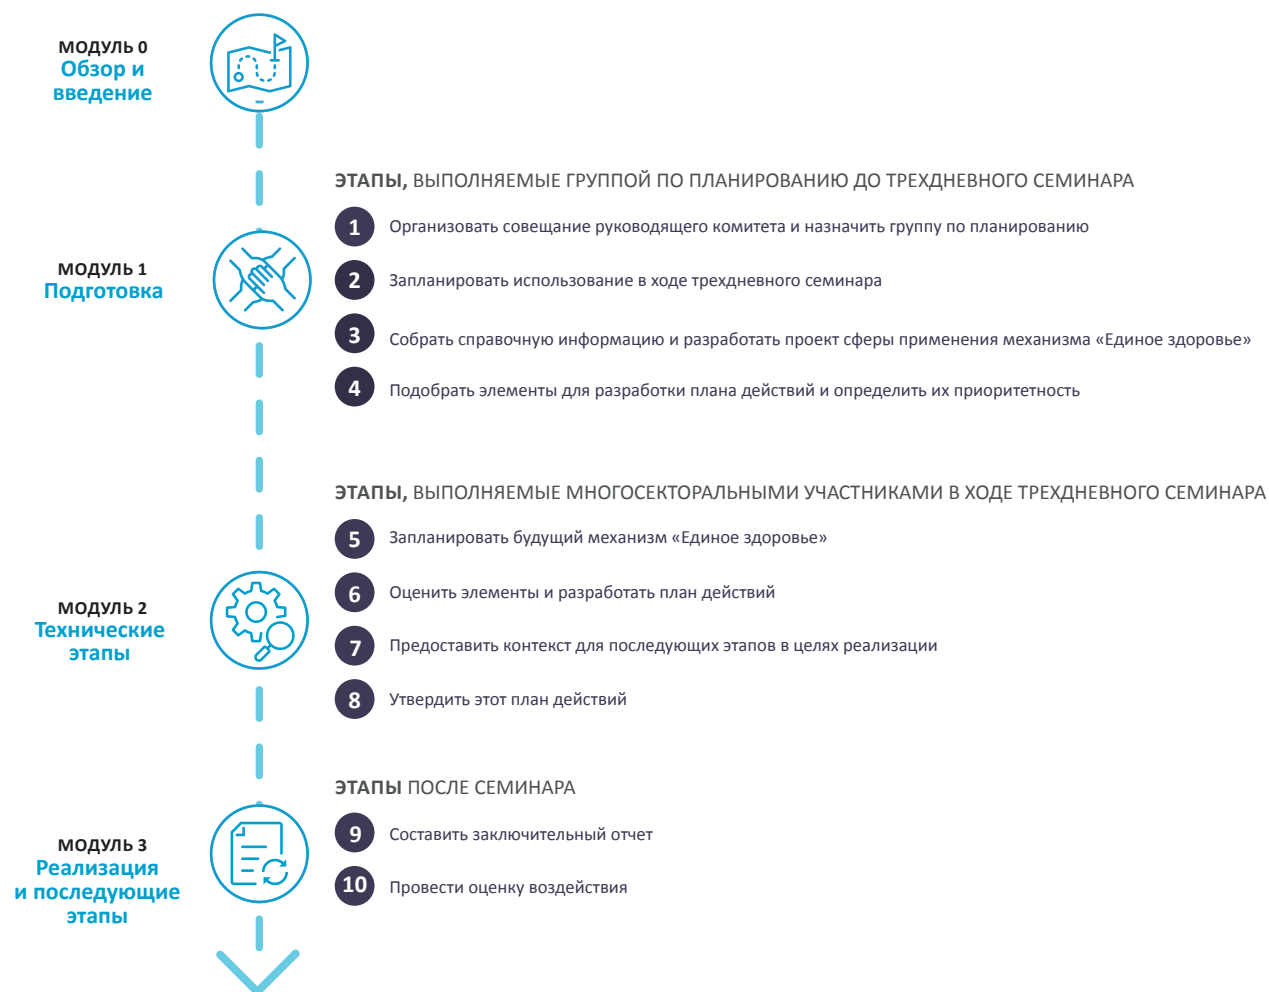 МОДУЛЬ 0
Обзор и
введение
ЭТАПЫ, ВЫПОЛНЯЕМЫЕ ГРУППОЙ ПО ПЛАНИРОВАНИЮ ДО ТРЕХДНЕВНОГО СЕМИНАРА
МОДУЛЬ 1
Подготовка
1 Организовать совещание руководящего комитета и назначить группу по планированию
2 Запланировать использование в ходе трехдневного семинара
3 Собрать справочную информацию и разработать проект сферы применения механизма «Единое здоровье»
4 Подобрать элементы для разработки плана действий и определить их приоритетность
ЭТАПЫ, ВЫПОЛНЯЕМЫЕ МНОГОСЕКТОРАЛЬНЫМИ УЧАСТНИКАМИ В ХОДЕ ТРЕХДНЕВНОГО СЕМИНАРА
МОДУЛЬ 2
Технические
этапы
5 Запланировать будущий механизм «Единое здоровье»
6 Оценить элементы и разработать план действий
7 Предоставить контекст для последующих этапов в целях реализации
8 Утвердить этот план действий
ЭТАПЫ ПОСЛЕ СЕМИНАРА
МОДУЛЬ 3
Реализация
и последующие
этапы
9 Составить заключительный отчет
10 Провести оценку воздействия